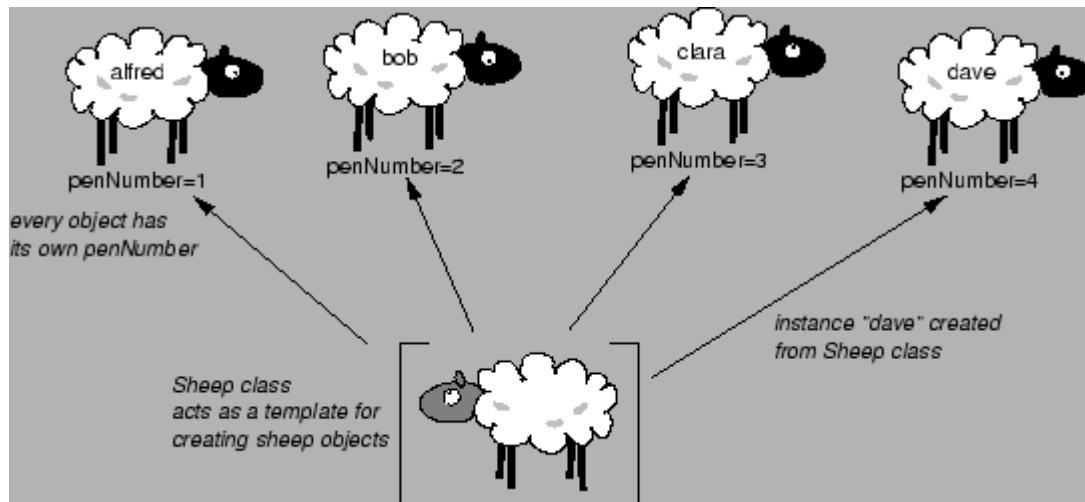 alfred
bob
clara
dave
penNumber=1
penNumber=2
penNumber=3
penNumber=4
every object has
its own penNumber
instance "dave" created
from Sheep class
Sheep class
acts as a template for
creating sheep objects